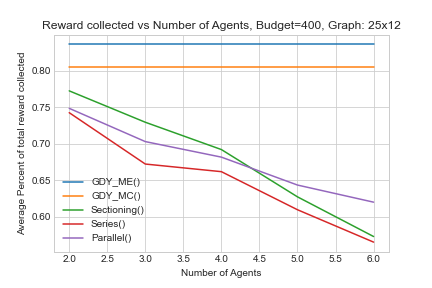 Reward collected vs Number of Agents, Budget=400, Graph: 25x12
Average Percent of total reward collected
0.80
0.75
0.70
0.65
0.60
GDY_ME()
GDY_MC()
Sectioning()
Series()
Parallel()
2.0 2.5 3.0 3.5 4.0 4.5 5.0 5.5 6.0
Number of Agents